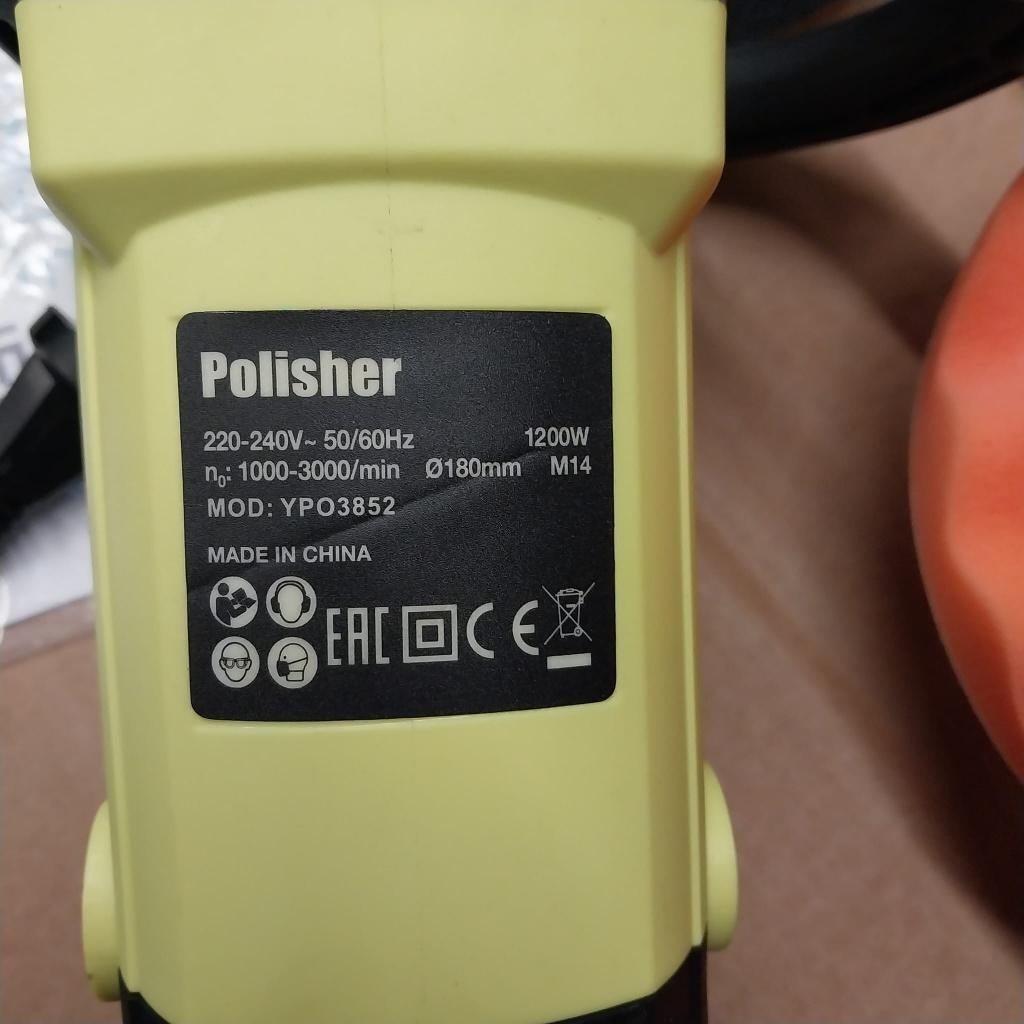 Polisher
220-240V~ 50/60Hz 1200W
n₀: 1000-3000/min Ø180mm M14
MOD: YPO3852
MADE IN CHINA
EAC CE